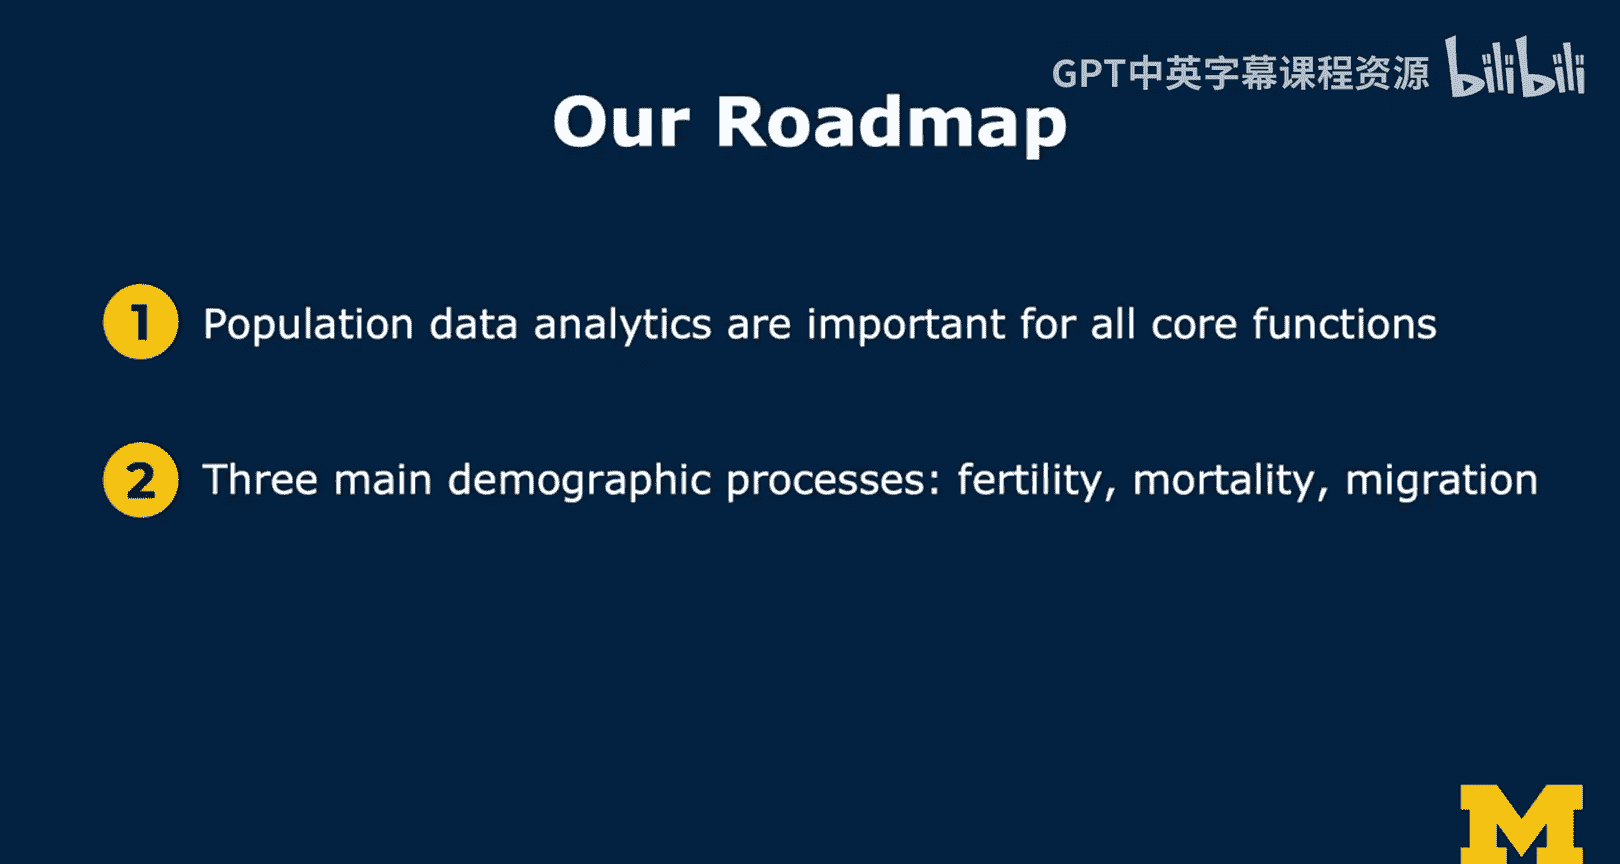 GPT中英字幕课程资源 bilibili
Our Roadmap
1 Population data analytics are important for all core functions
2 Three main demographic processes: fertility, mortality, migration
M